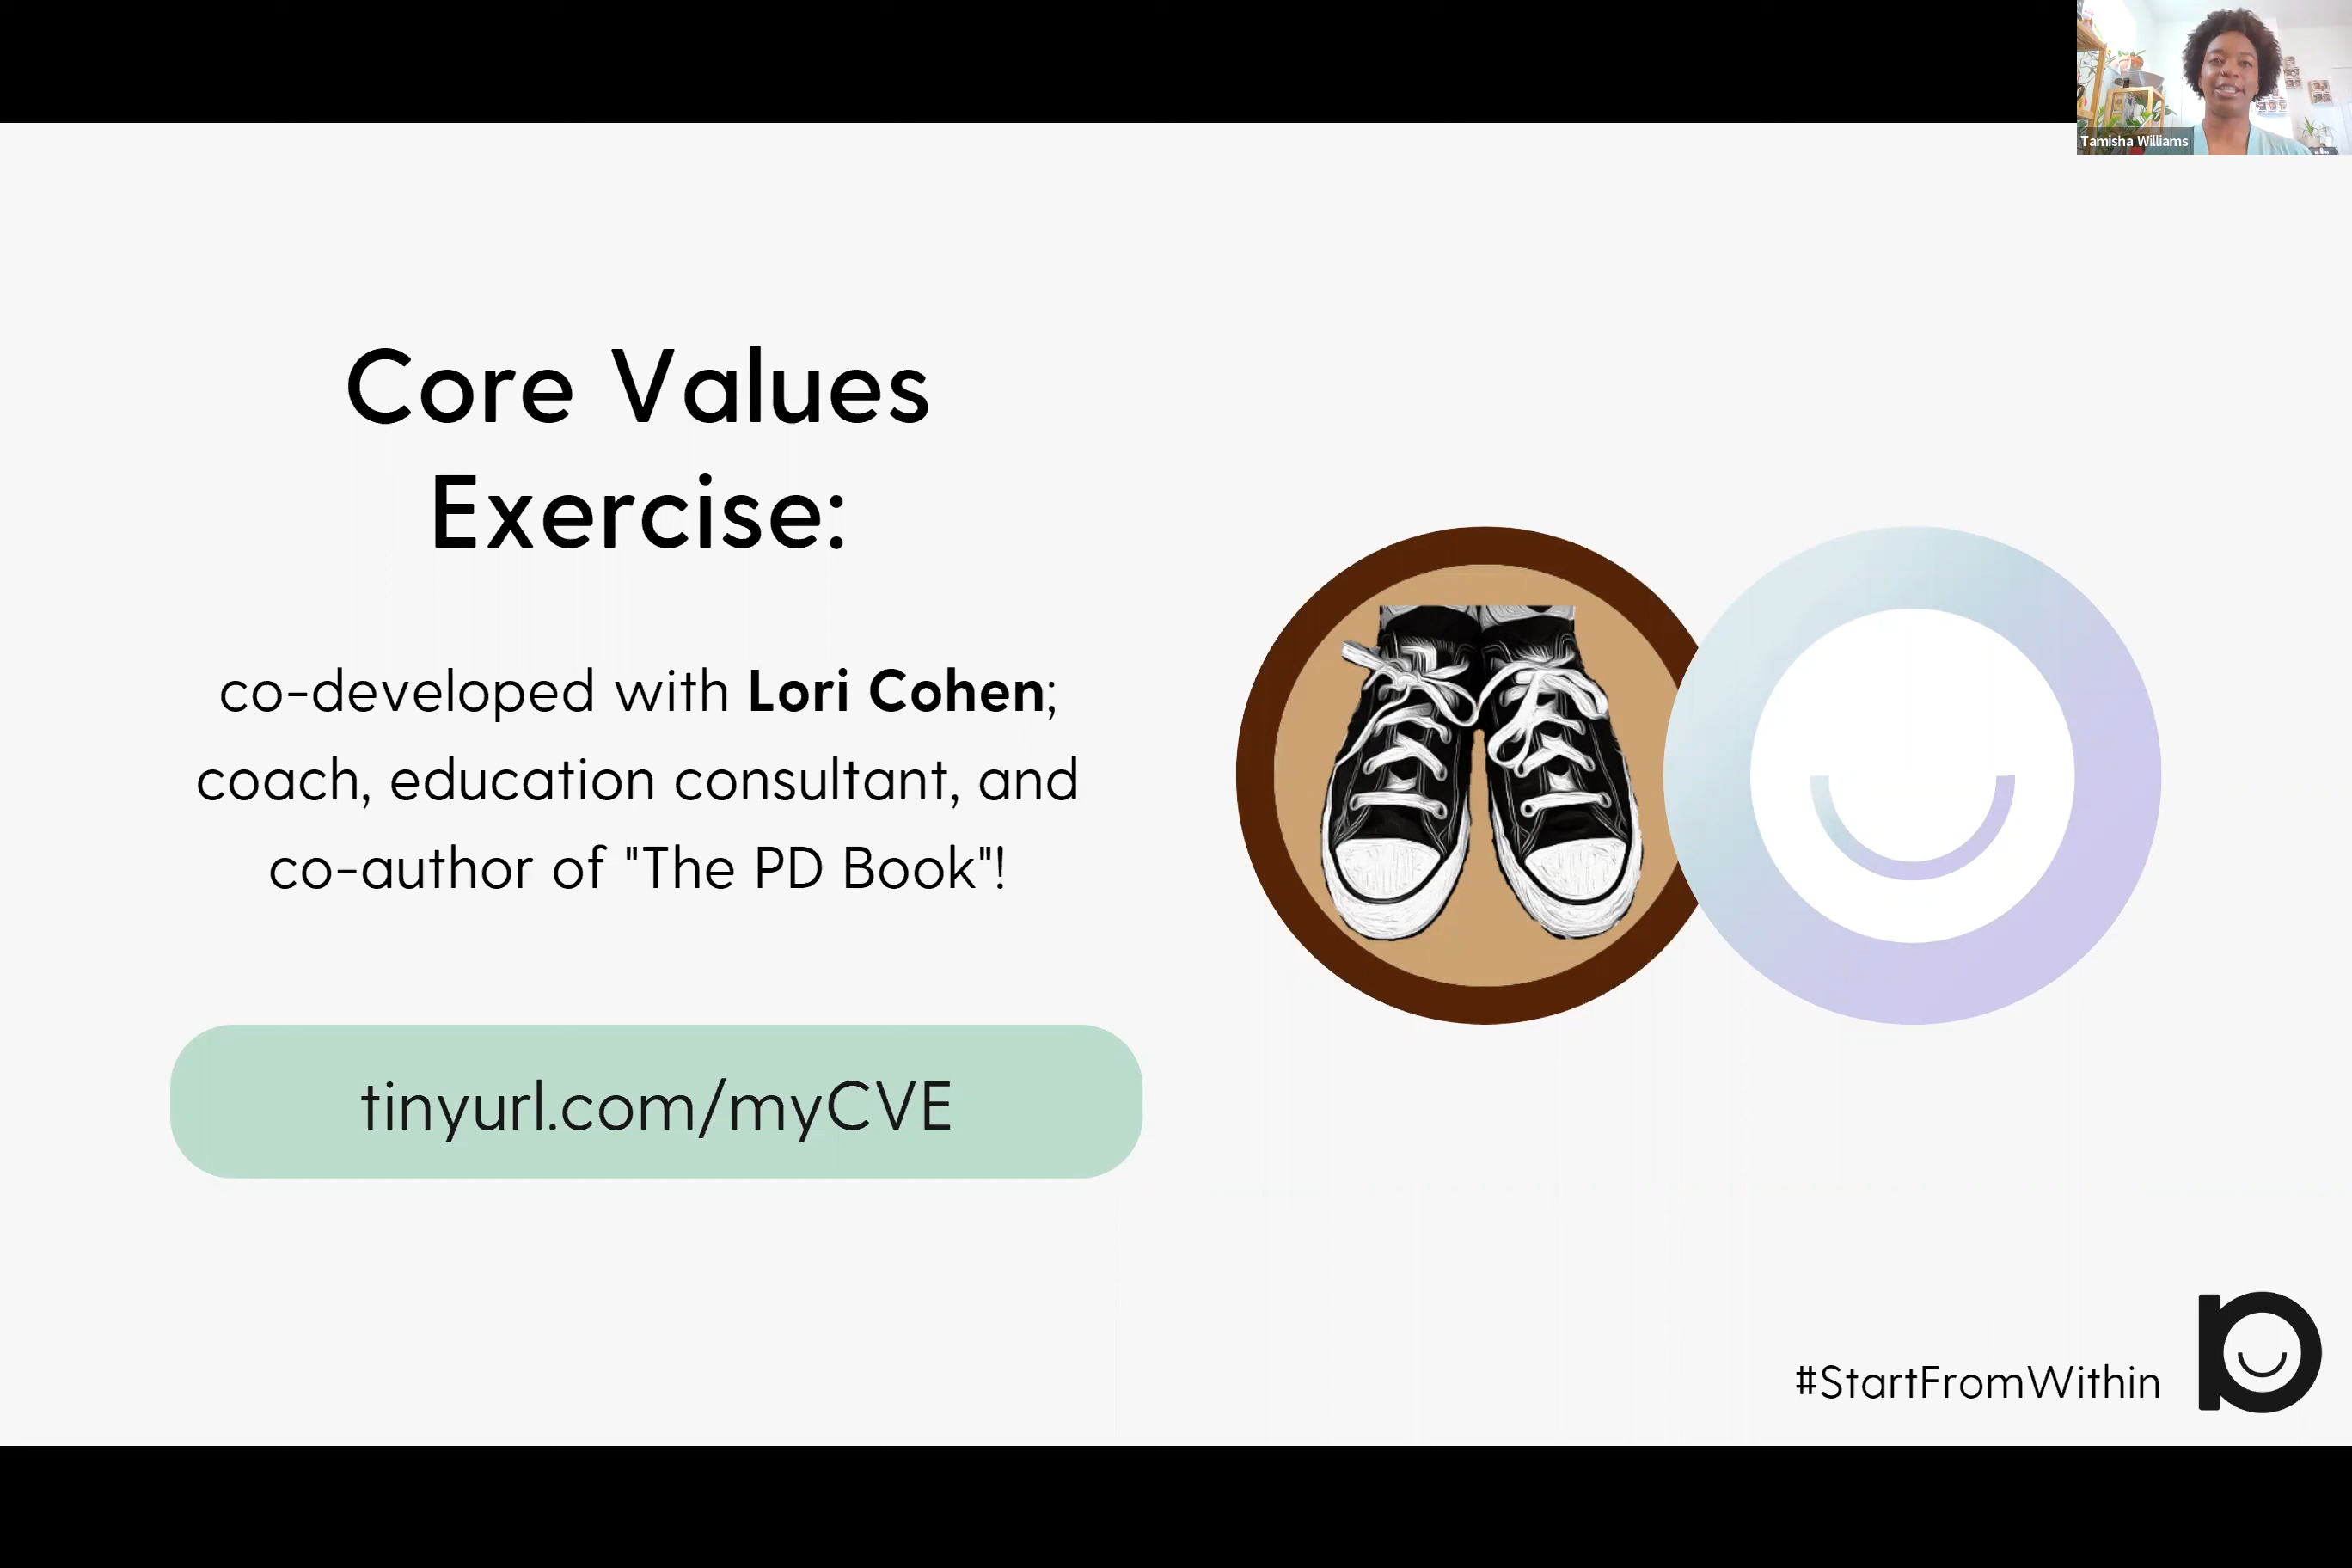 Tamisha Williams
Core Values
Exercise:
co-developed with Lori Cohen;
coach, education consultant, and
co-author of "The PD Book"!
tinyurl.com/myCVE
#StartFromWithin